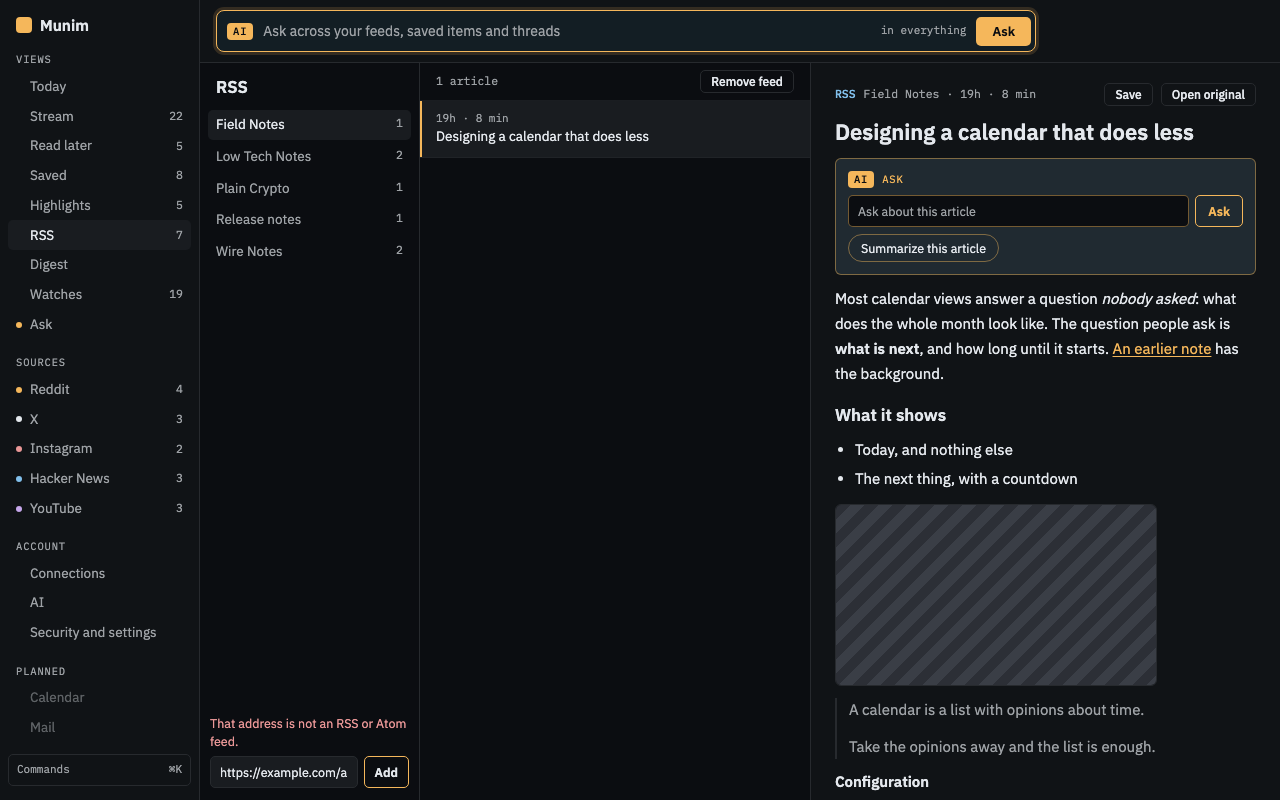 Munim
AI Ask across your feeds, saved items and threads in everything Ask
VIEWS
Today
Stream 22
Read later 5
Saved 8
Highlights 5
RSS 7
Digest
Watches 19
Ask
SOURCES
Reddit 4
X 3
Instagram 2
Hacker News 3
YouTube 3
ACCOUNT
Connections
AI
Security and settings
PLANNED
Calendar
Mail
Commands ⌘K
RSS
Field Notes 1
Low Tech Notes 2
Plain Crypto 1
Release notes 1
Wire Notes 2
That address is not an RSS or Atom
feed.
https://example.com/a Add
1 article Remove feed
19h · 8 min
Designing a calendar that does less
RSS Field Notes · 19h · 8 min Save Open original
Designing a calendar that does less
AI ASK
Ask about this article Ask
Summarize this article
Most calendar views answer a question nobody asked: what
does the whole month look like. The question people ask is
what is next, and how long until it starts. An earlier note has
the background.
What it shows
• Today, and nothing else
• The next thing, with a countdown
A calendar is a list with opinions about time.
Take the opinions away and the list is enough.
Configuration